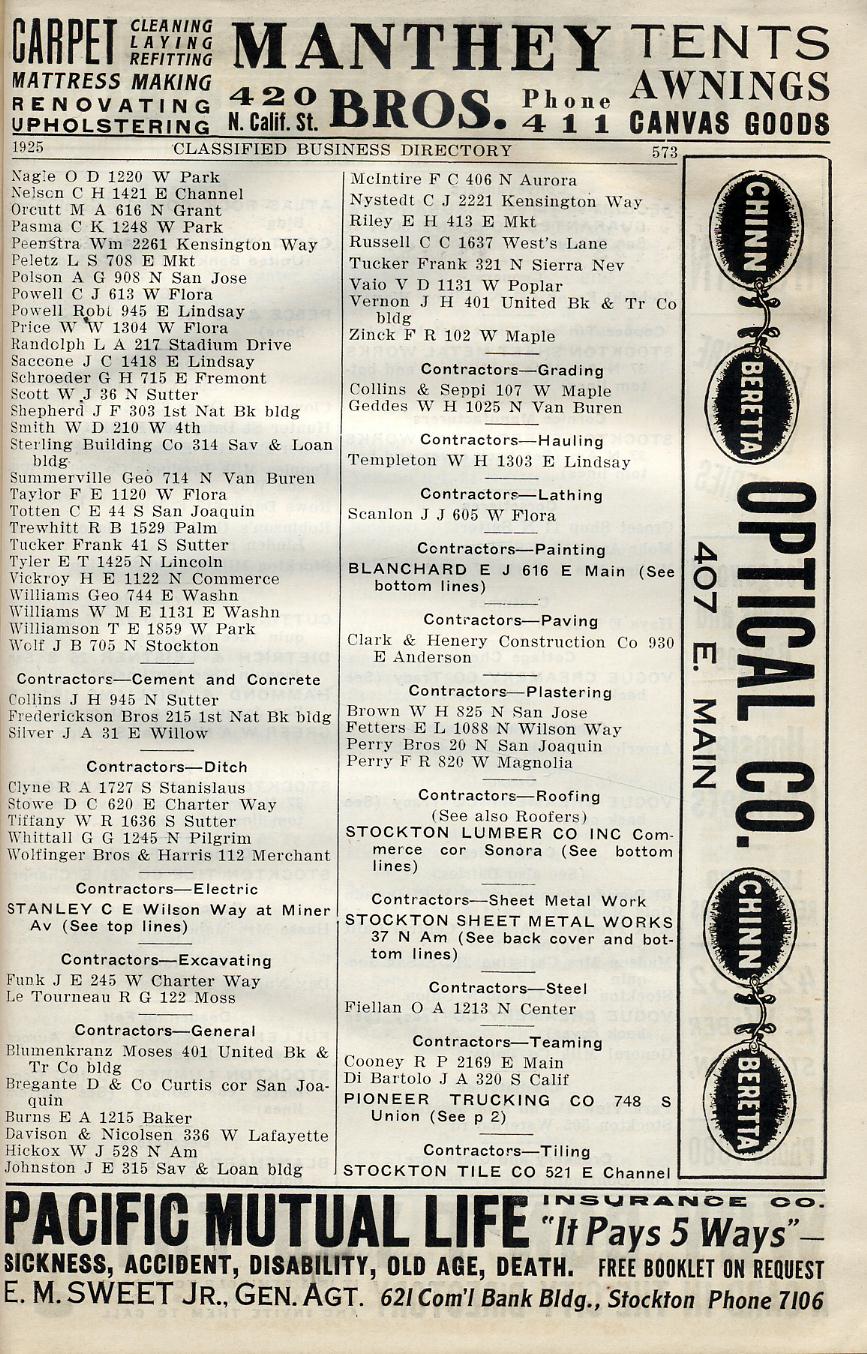 CARPET CLEANING
LAYING
REFITTING
MATTRESS MAKING
RENOVATING
UPHOLSTERING
MANTHEY
420
N. Calif. St.
BROS.
Phone
411
TENTS
AWNINGS
CANVAS GOODS
1925 CLASSIFIED BUSINESS DIRECTORY 573
Nagle O D 1220 W Park
Nelson C H 1421 E Channel
Orcutt M A 616 N Grant
Pasma C K 1248 W Park
Peenstra Wm 2261 Kensington Way
Peletz L S 708 E Mkt
Polson A G 908 N San Jose
Powell C J 613 W Flora
Powell Robt 945 E Lindsay
Price W W 1304 W Flora
Randolph L A 217 Stadium Drive
Saccone J C 1418 E Lindsay
Schroeder G H 715 E Fremont
Scott W J 36 N Sutter
Shepherd J F 303 1st Nat Bk bldg
Smith W D 210 W 4th
Sterling Building Co 314 Sav & Loan
bldg
Summerville Geo 714 N Van Buren
Taylor F E 1120 W Flora
Totten C E 44 S San Joaquin
Trewhitt R B 1529 Palm
Tucker Frank 41 S Sutter
Tyler E T 1425 N Lincoln
Vickroy H E 1122 N Commerce
Williams Geo 744 E Washn
Williams W M E 1131 E Washn
Williamson T E 1859 W Park
Wolf J B 705 N Stockton
Contractors—Cement and Concrete
Collins J H 945 N Sutter
Frederickson Bros 215 1st Nat Bk bldg
Silver J A 31 E Willow
Contractors—Ditch
Clyne R A 1727 S Stanislaus
Stowe D C 620 E Charter Way
Tiffany W R 1636 S Sutter
Whittall G G 1245 N Pilgrim
Wolfinger Bros & Harris 112 Merchant
Contractors—Electric
STANLEY C E Wilson Way at Miner
Av (See top lines)
Contractors—Excavating
Funk J E 245 W Charter Way
Le Tourneau R G 122 Moss
Contractors—General
Blumenkranz Moses 401 United Bk &
Tr Co bldg
Bregante D & Co Curtis cor San Joa-
quin
Burns E A 1215 Baker
Davison & Nicolsen 336 W Lafayette
Hickox W J 528 N Am
Johnston J E 315 Sav & Loan bldg
McIntire F C 406 N Aurora
Nystedt C J 2221 Kensington Way
Riley E H 413 E Mkt
Russell C C 1637 West's Lane
Tucker Frank 321 N Sierra Nev
Vaio V D 1131 W Poplar
Vernon J H 401 United Bk & Tr Co
bldg
Zinck F R 102 W Maple
Contractors—Grading
Collins & Seppi 107 W Maple
Geddes W H 1025 N Van Buren
Contractors—Hauling
Templeton W H 1303 E Lindsay
Contractors—Lathing
Scanlon J J 605 W Flora
Contractors—Painting
BLANCHARD E J 616 E Main (See
bottom lines)
Contractors—Paving
Clark & Henery Construction Co 930
E Anderson
Contractors—Plastering
Brown W H 825 N San Jose
Fetters E L 1088 N Wilson Way
Perry Bros 20 N San Joaquin
Perry F R 820 W Magnolia
Contractors—Roofing
(See also Roofers)
STOCKTON LUMBER CO INC Com-
merce cor Sonora (See bottom
lines)
Contractors—Sheet Metal Work
STOCKTON SHEET METAL WORKS
37 N Am (See back cover and bot-
tom lines)
Contractors—Steel
Fiellan O A 1213 N Center
Contractors—Teaming
Cooney R P 2169 E Main
Di Bartolo J A 320 S Calif
PIONEER TRUCKING CO 748 S
Union (See p 2)
Contractors—Tiling
STOCKTON TILE CO 521 E Channel
CHINN BERETTA
OPTICAL CO.
407 E. MAIN
CHINN BERETTA
PACIFIC MUTUAL LIFE INSURANCE CO.
"It Pays 5 Ways"—
SICKNESS, ACCIDENT, DISABILITY, OLD AGE, DEATH. FREE BOOKLET ON REQUEST
E. M. SWEET JR., GEN. AGT. 621 Com'l Bank Bldg., Stockton Phone 7106